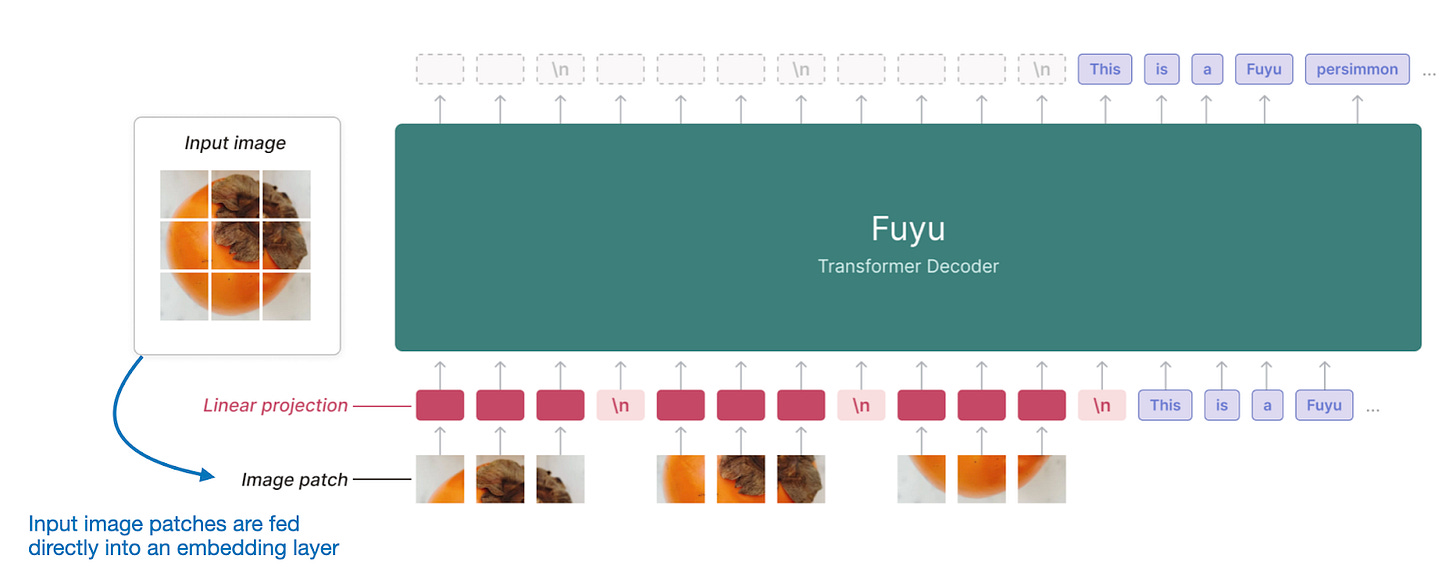 \n \n \n This is a Fuyu persimmon ...
Input image
Fuyu
Transformer Decoder
Linear projection
\n \n \n This is a Fuyu ...
Image patch
Input image patches are fed
directly into an embedding layer